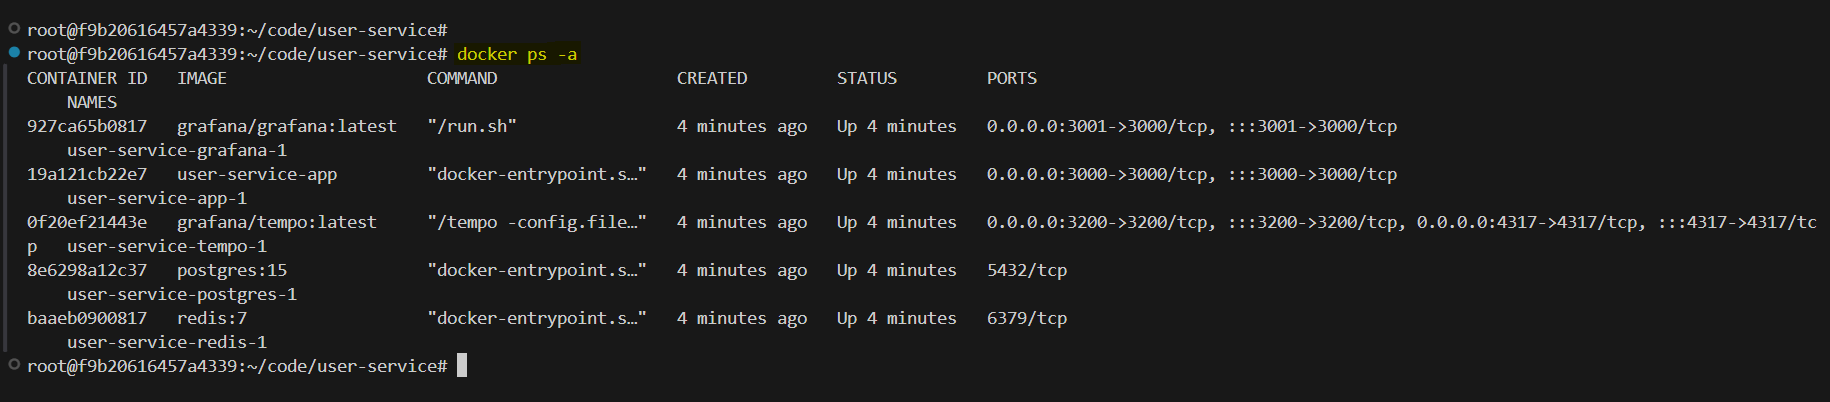 root@f9b20616457a4339:~/code/user-service#
root@f9b20616457a4339:~/code/user-service# docker ps -a
CONTAINER ID   IMAGE                    COMMAND                  CREATED         STATUS         PORTS
    NAMES
927ca65b0817   grafana/grafana:latest   "/run.sh"                4 minutes ago   Up 4 minutes   0.0.0.0:3001->3000/tcp, :::3001->3000/tcp
    user-service-grafana-1
19a121cb22e7   user-service-app         "docker-entrypoint.s…"   4 minutes ago   Up 4 minutes   0.0.0.0:3000->3000/tcp, :::3000->3000/tcp
    user-service-app-1
0f20ef21443e   grafana/tempo:latest     "/tempo -config.file…"   4 minutes ago   Up 4 minutes   0.0.0.0:3200->3200/tcp, :::3200->3200/tcp, 0.0.0.0:4317->4317/tcp, :::4317->4317/tc
p   user-service-tempo-1
8e6298a12c37   postgres:15              "docker-entrypoint.s…"   4 minutes ago   Up 4 minutes   5432/tcp
    user-service-postgres-1
baaeb0900817   redis:7                  "docker-entrypoint.s…"   4 minutes ago   Up 4 minutes   6379/tcp
    user-service-redis-1
root@f9b20616457a4339:~/code/user-service#